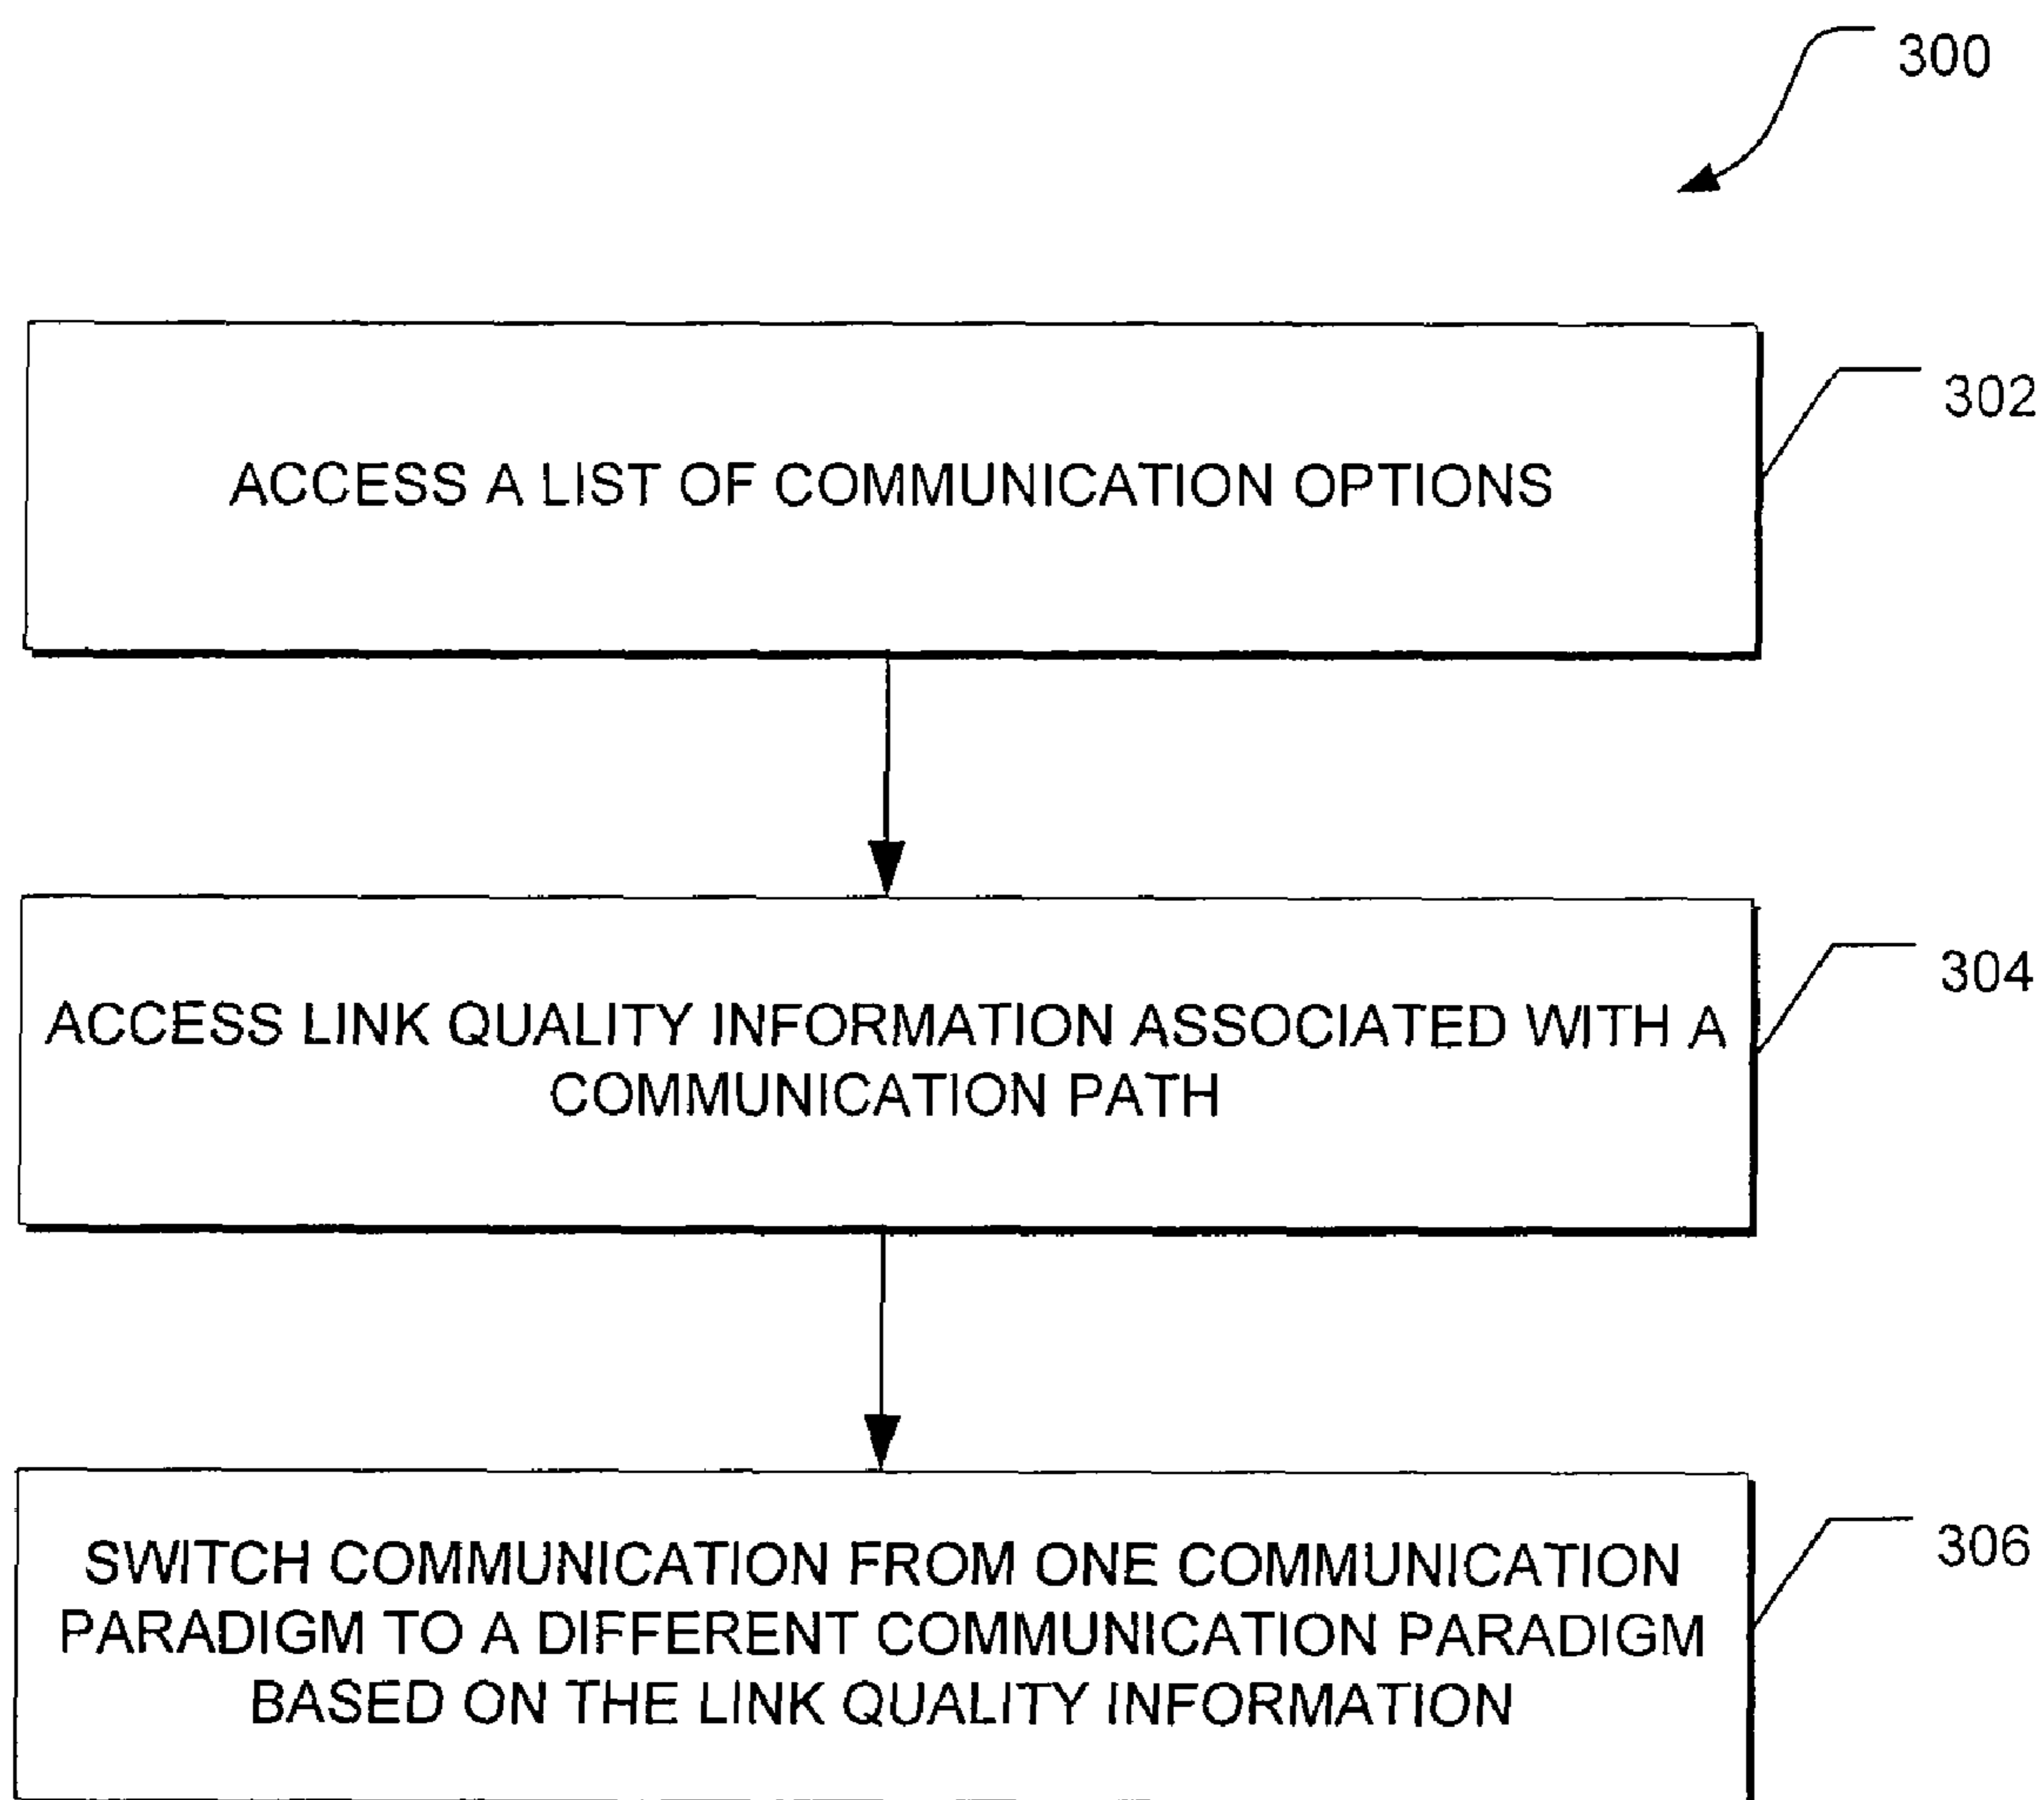 300
302
ACCESS A LIST OF COMMUNICATION OPTIONS
304
ACCESS LINK QUALITY INFORMATION ASSOCIATED WITH A
COMMUNICATION PATH
306
SWITCH COMMUNICATION FROM ONE COMMUNICATION
PARADIGM TO A DIFFERENT COMMUNICATION PARADIGM
BASED ON THE LINK QUALITY INFORMATION